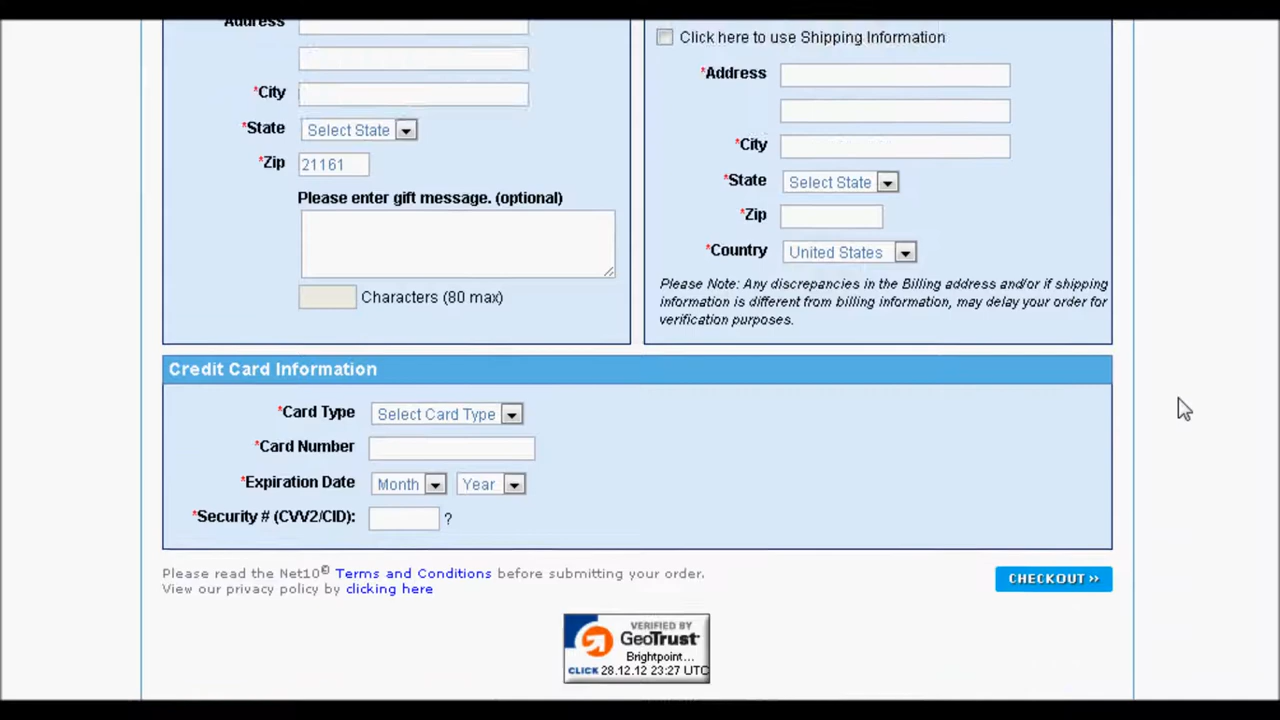 Address
*City
*State Select State
*Zip 21161
Please enter gift message. (optional)
Characters (80 max)
Click here to use Shipping Information
*Address
*City
*State Select State
*Zip
*Country United States
Please Note: Any discrepancies in the Billing address and/or if shipping
information is different from billing information, may delay your order for
verification purposes.
Credit Card Information
*Card Type Select Card Type
*Card Number
*Expiration Date Month Year
*Security # (CVV2/CID): ?
Please read the Net10© Terms and Conditions before submitting your order.
View our privacy policy by clicking here
CHECKOUT >>
VERIFIED BY
GeoTrust
Brightpoint...
CLICK 28.12.12 23:27 UTC